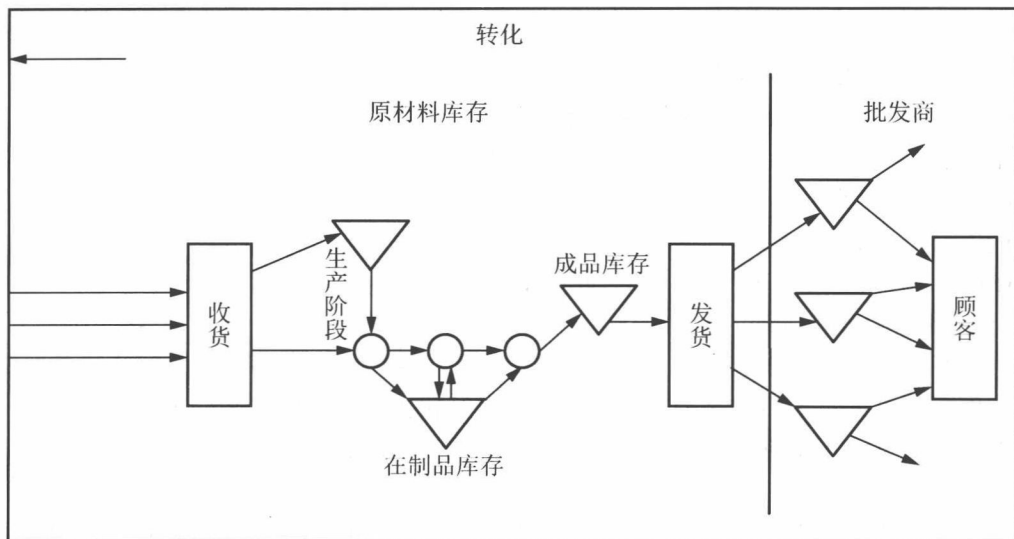 转化
原材料库存
批发商
生产阶段
成品库存
收货
发货
顾客
在制品库存